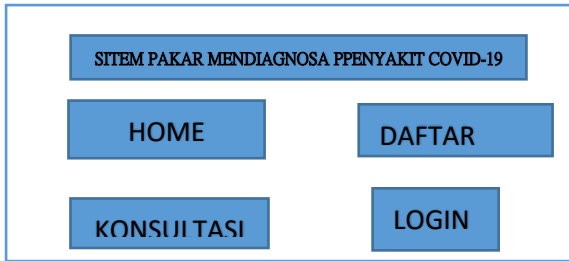 SITEM PAKAR MENDIAGNOSA PPENYAKIT COVID-19
HOME
DAFTAR
KONSULTASI
LOGIN